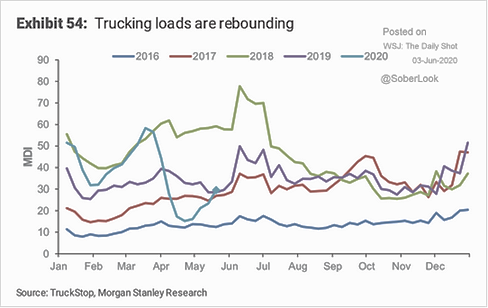 Exhibit 54: Trucking loads are rebounding
Posted on
WSJ: The Daily Shot
03-Jun-2020
@SoberLook
2016 2017 2018 2019 2020
90
80
70
60
50
40
30
20
10
0
MDI
Jan Feb Mar Apr May Jun Jul Aug Sep Oct Nov Dec
Source: TruckStop, Morgan Stanley Research